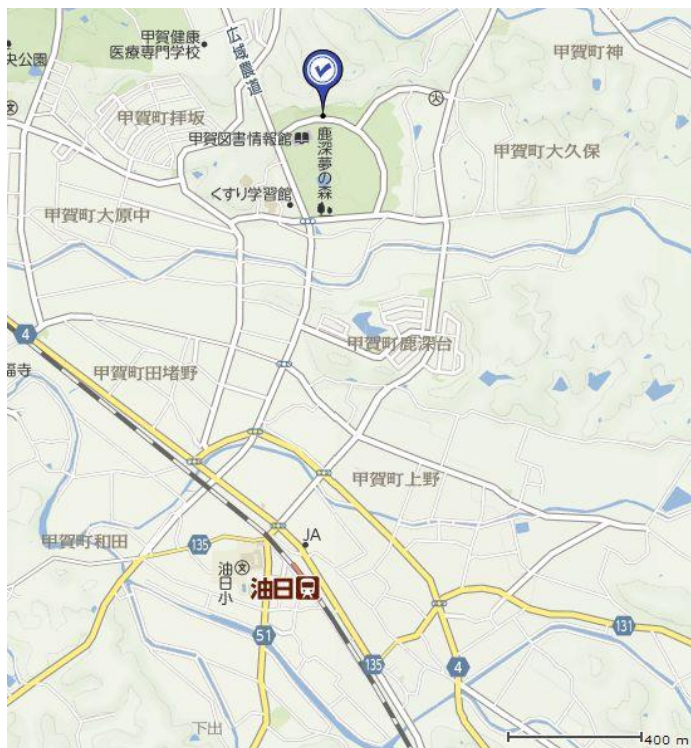 甲賀健康
医療専門学校
央公園
広域農道
甲賀町神
文
甲賀町拝坂
甲賀図書情報館
鹿深夢の森
甲賀町大久保
くすり学習館
甲賀町大原中
4
甲賀町鹿深台
福寺
甲賀町田堵野
甲賀町上野
甲賀町和田
135
JA
文
油日小
油日
51
131
135
4
下出
400 m